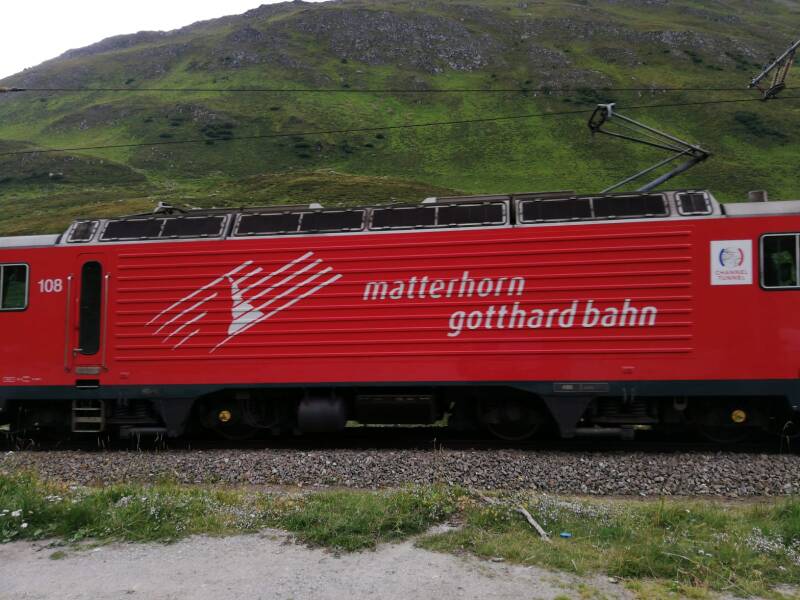 108
matterhorn
gotthard bahn
CHANNEL
TUNNEL